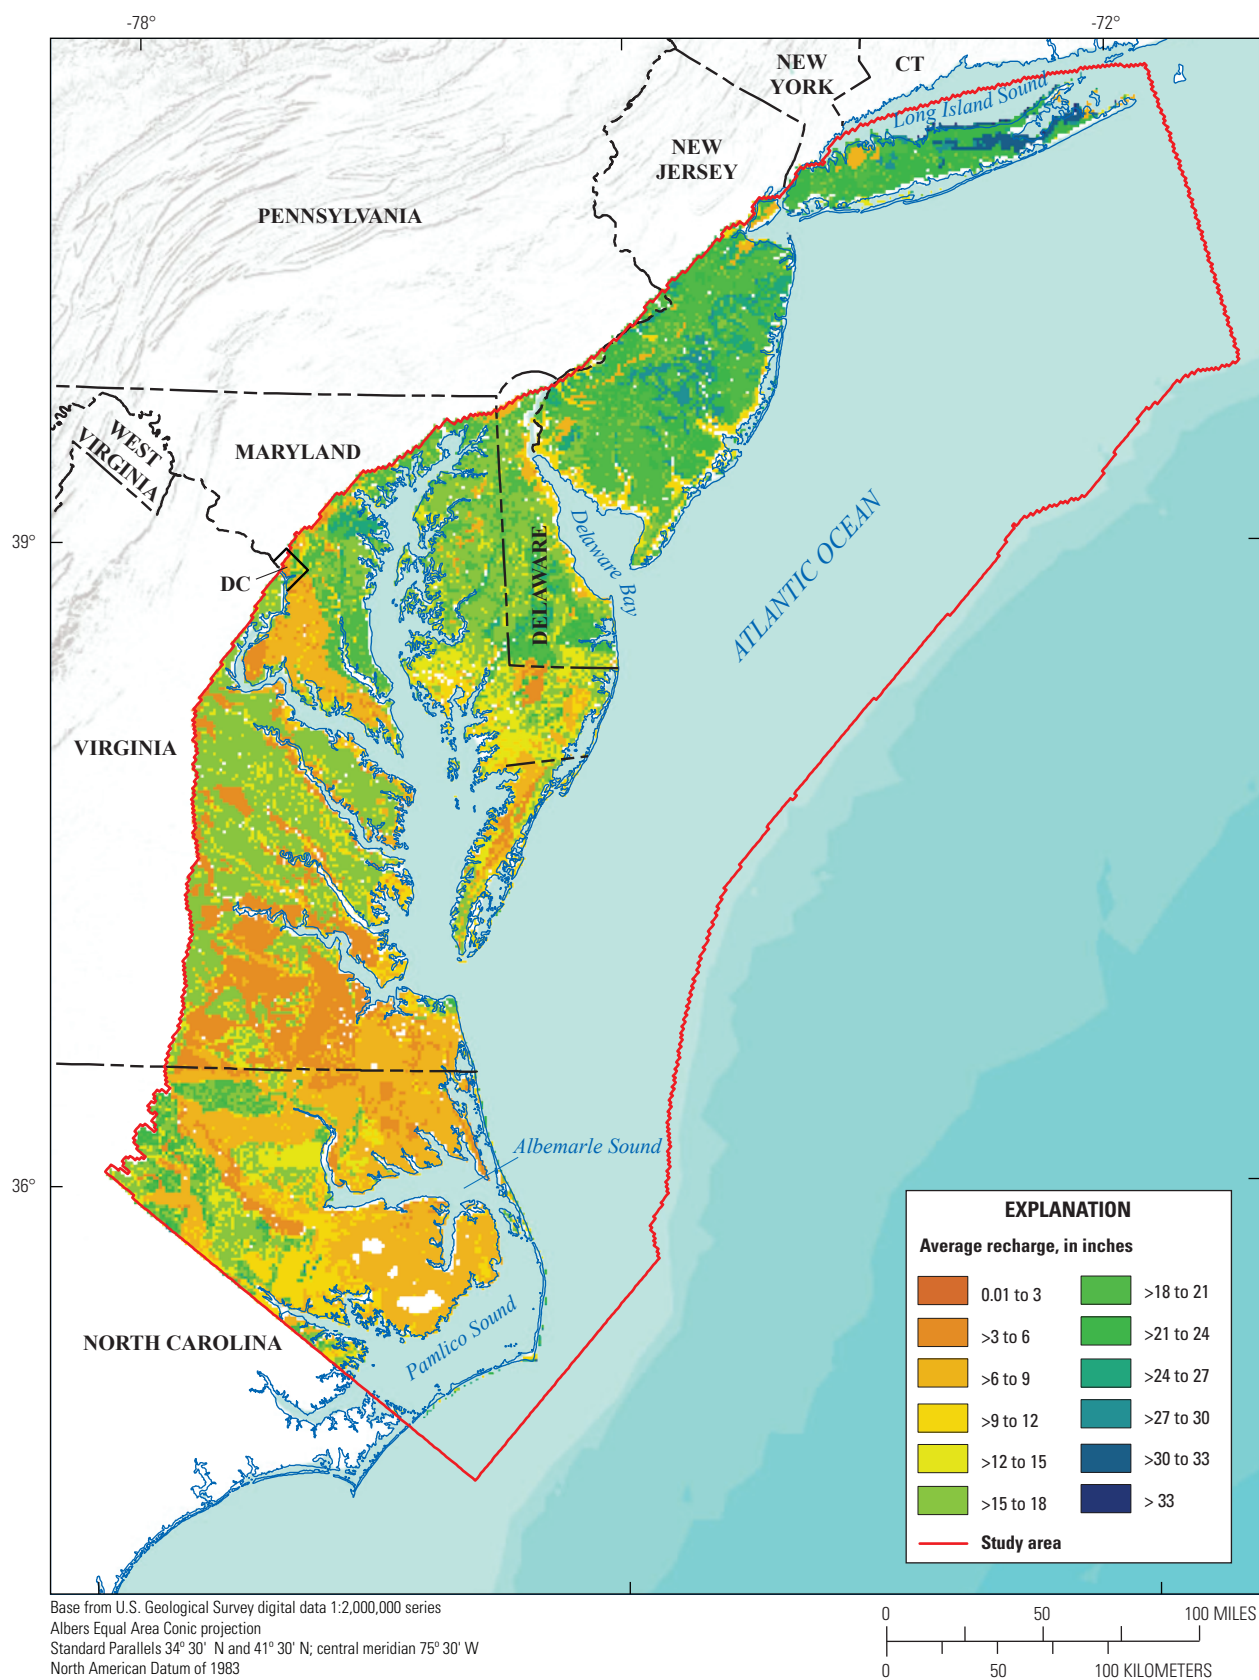 -78°
-72°
NEW
YORK
CT
Long Island Sound
NEW
JERSEY
PENNSYLVANIA
WEST
VIRGINIA
MARYLAND
39°
DC
DELAWARE
Delaware Bay
ATLANTIC OCEAN
VIRGINIA
Albemarle Sound
36°
NORTH CAROLINA
Pamlico Sound
EXPLANATION
Average recharge, in inches
0.01 to 3
>3 to 6
>6 to 9
>9 to 12
>12 to 15
>15 to 18
>18 to 21
>21 to 24
>24 to 27
>27 to 30
>30 to 33
> 33
Study area
Base from U.S. Geological Survey digital data 1:2,000,000 series
Albers Equal Area Conic projection
Standard Parallels 34° 30' N and 41° 30' N; central meridian 75° 30' W
North American Datum of 1983
0 50 100 MILES
0 50 100 KILOMETERS